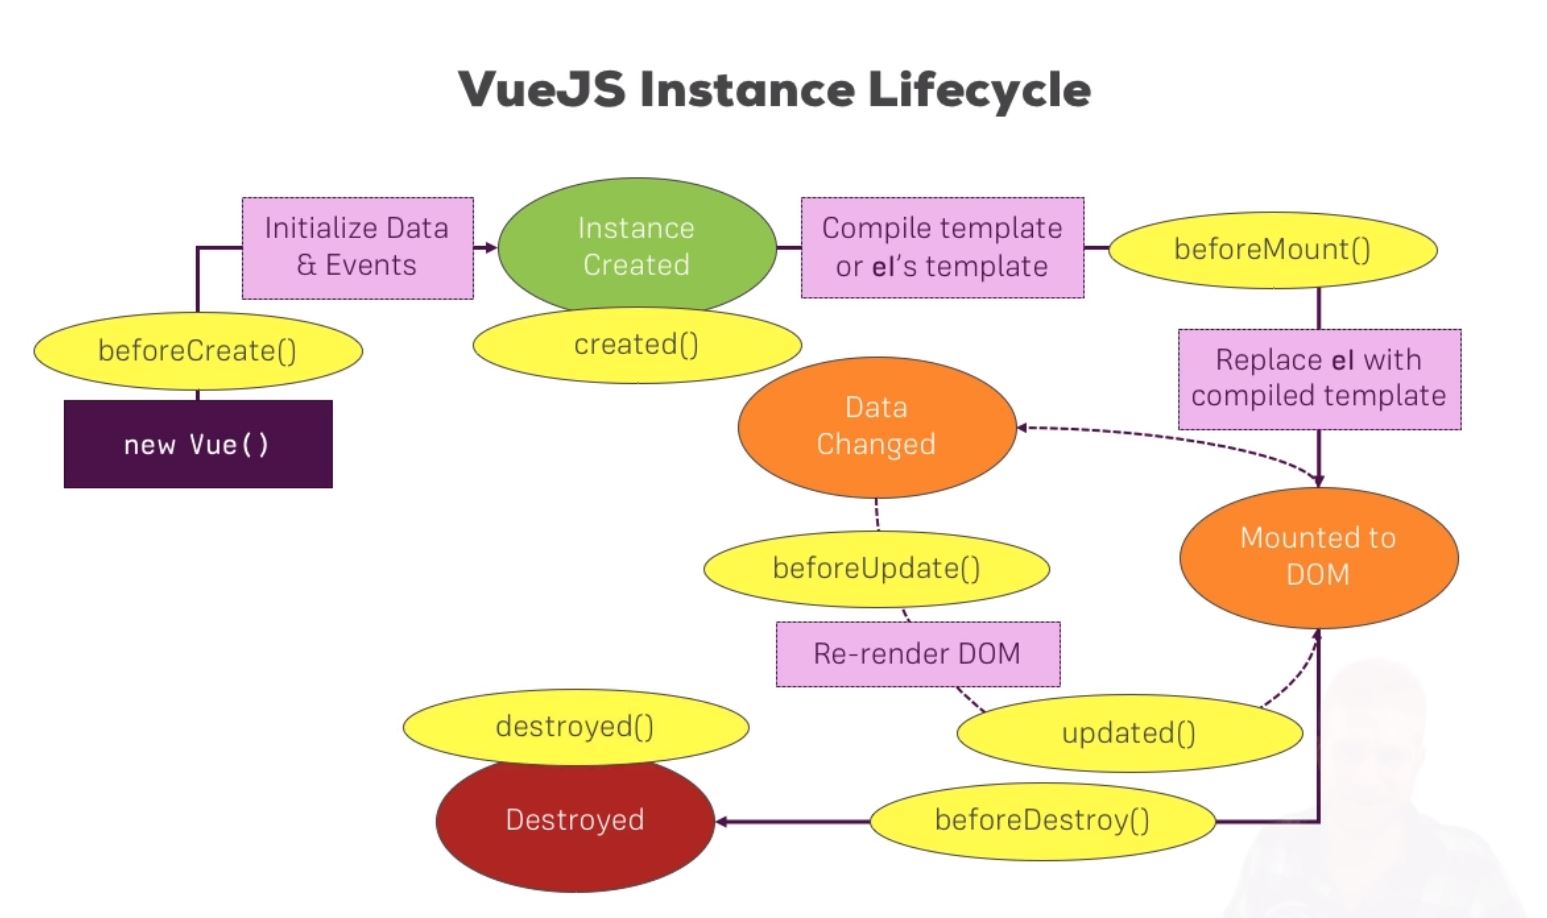 VueJS Instance Lifecycle
Initialize Data
& Events
Instance
Created
Compile template
or el's template
beforeMount()
beforeCreate()
created()
Replace el with
compiled template
new Vue()
Data
Changed
Mounted to
DOM
beforeUpdate()
Re-render DOM
destroyed()
updated()
Destroyed
beforeDestroy()